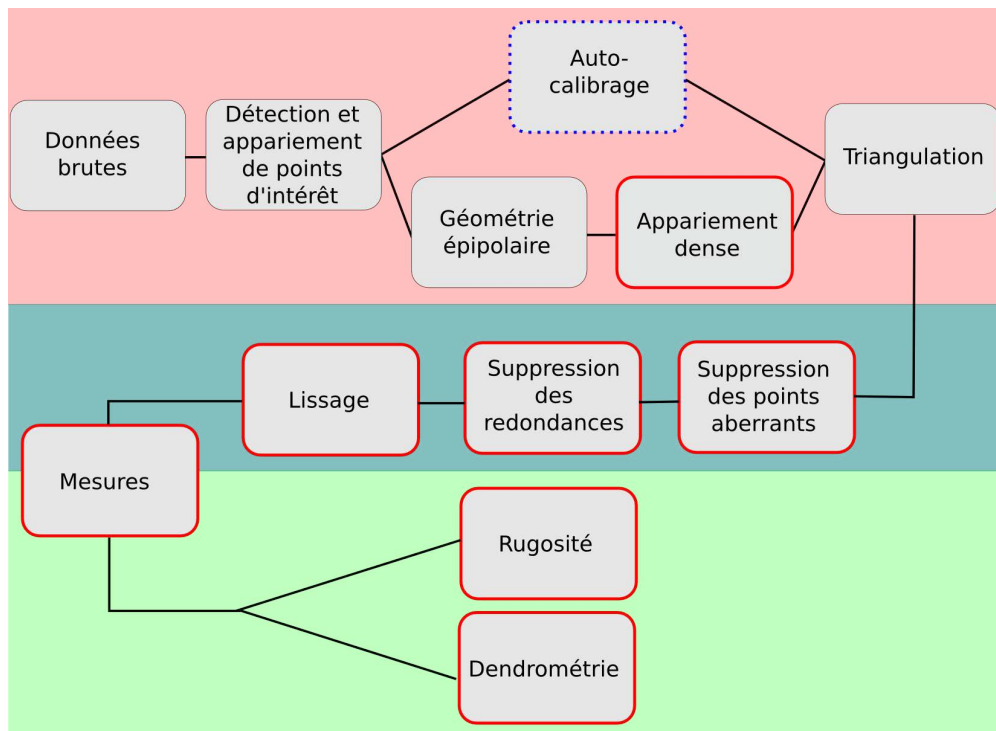 Données
brutes
Détection et
appariement
de points
d'intérêt
Auto-
calibrage
Géométrie
épipolaire
Appariement
dense
Triangulation
Lissage
Suppression
des
redondances
Suppression
des points
aberrants
Mesures
Rugosité
Dendrométrie